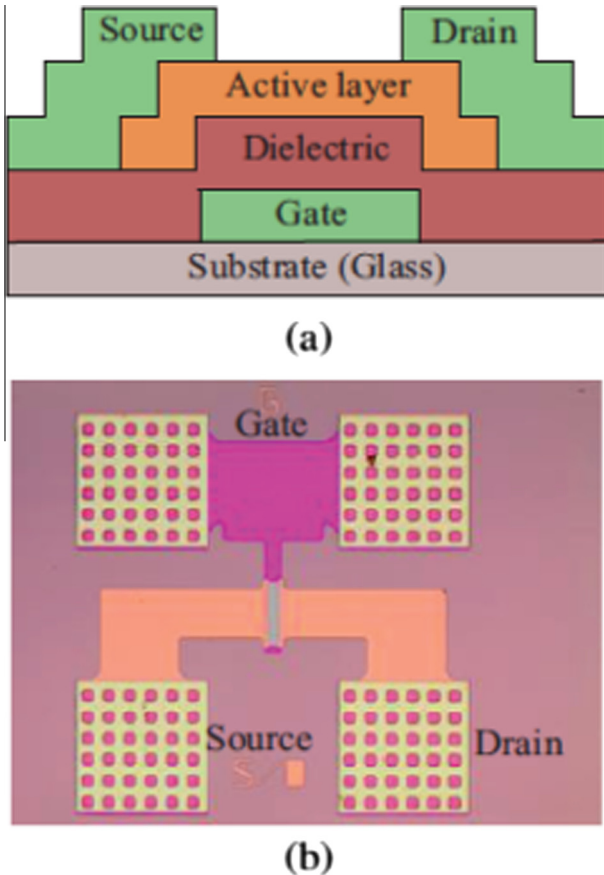 Source
Drain
Active layer
Dielectric
Gate
Substrate (Glass)
(a)
G
Gate
Source
Drain
S/
(b)